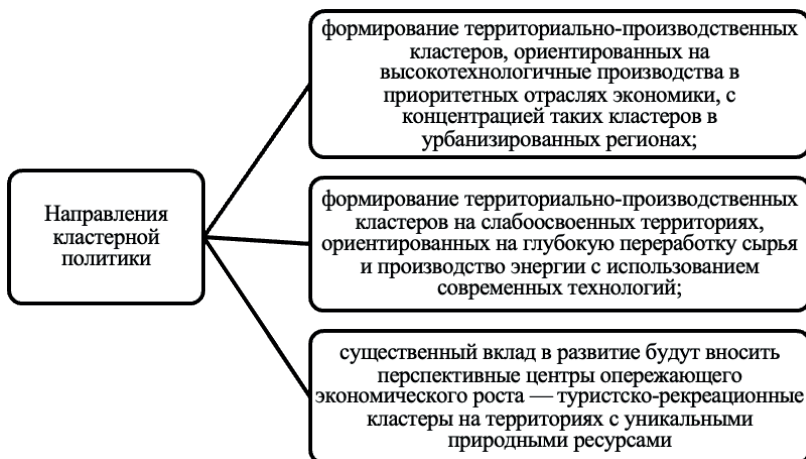 формирование территориально-производственных
кластеров, ориентированных на
высокотехнологичные производства в
приоритетных отраслях экономики, с
концентрацией таких кластеров в
урбанизированных регионах;
Направления
кластерной
политики
формирование территориально-производственных
кластеров на слабоосвоенных территориях,
ориентированных на глубокую переработку сырья
и производство энергии с использованием
современных технологий;
существенный вклад в развитие будут вносить
перспективные центры опережающего
экономического роста — туристско-рекреационные
кластеры на территориях с уникальными
природными ресурсами